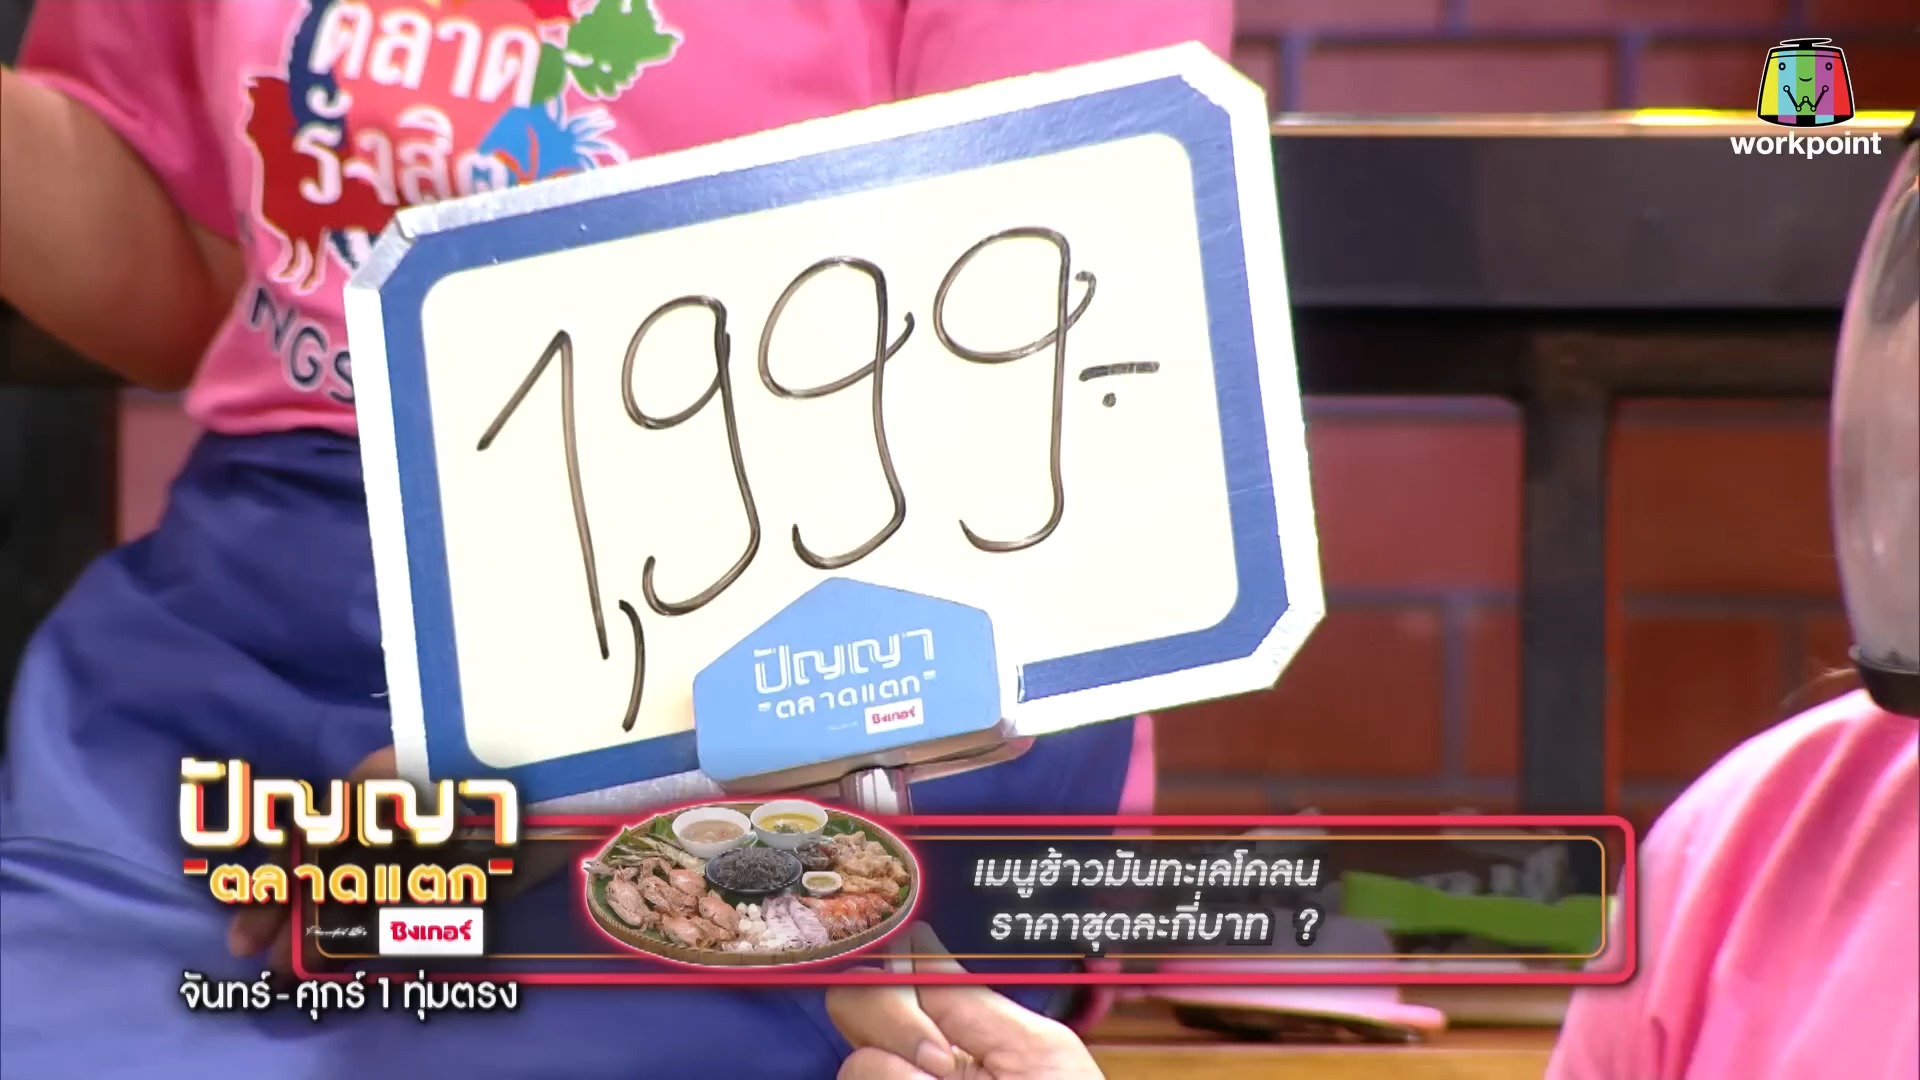 ตลาด
รังสิต
NGS
workpoint
1,999.-
ปัญญา
-ตลาดแตก-
ซิงเกอร์
ปัญญา
-ตลาดแตก-
ซิงเกอร์
จันทร์-ศุกร์ 1 ทุ่มตรง
เมนูข้าวมันทะเลโคลน
ราคาชุดละกี่บาท ?